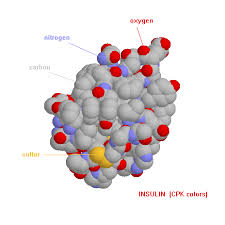 oxygen
nitrogen
carbon
sulfur
INSULIN [CPK colors]